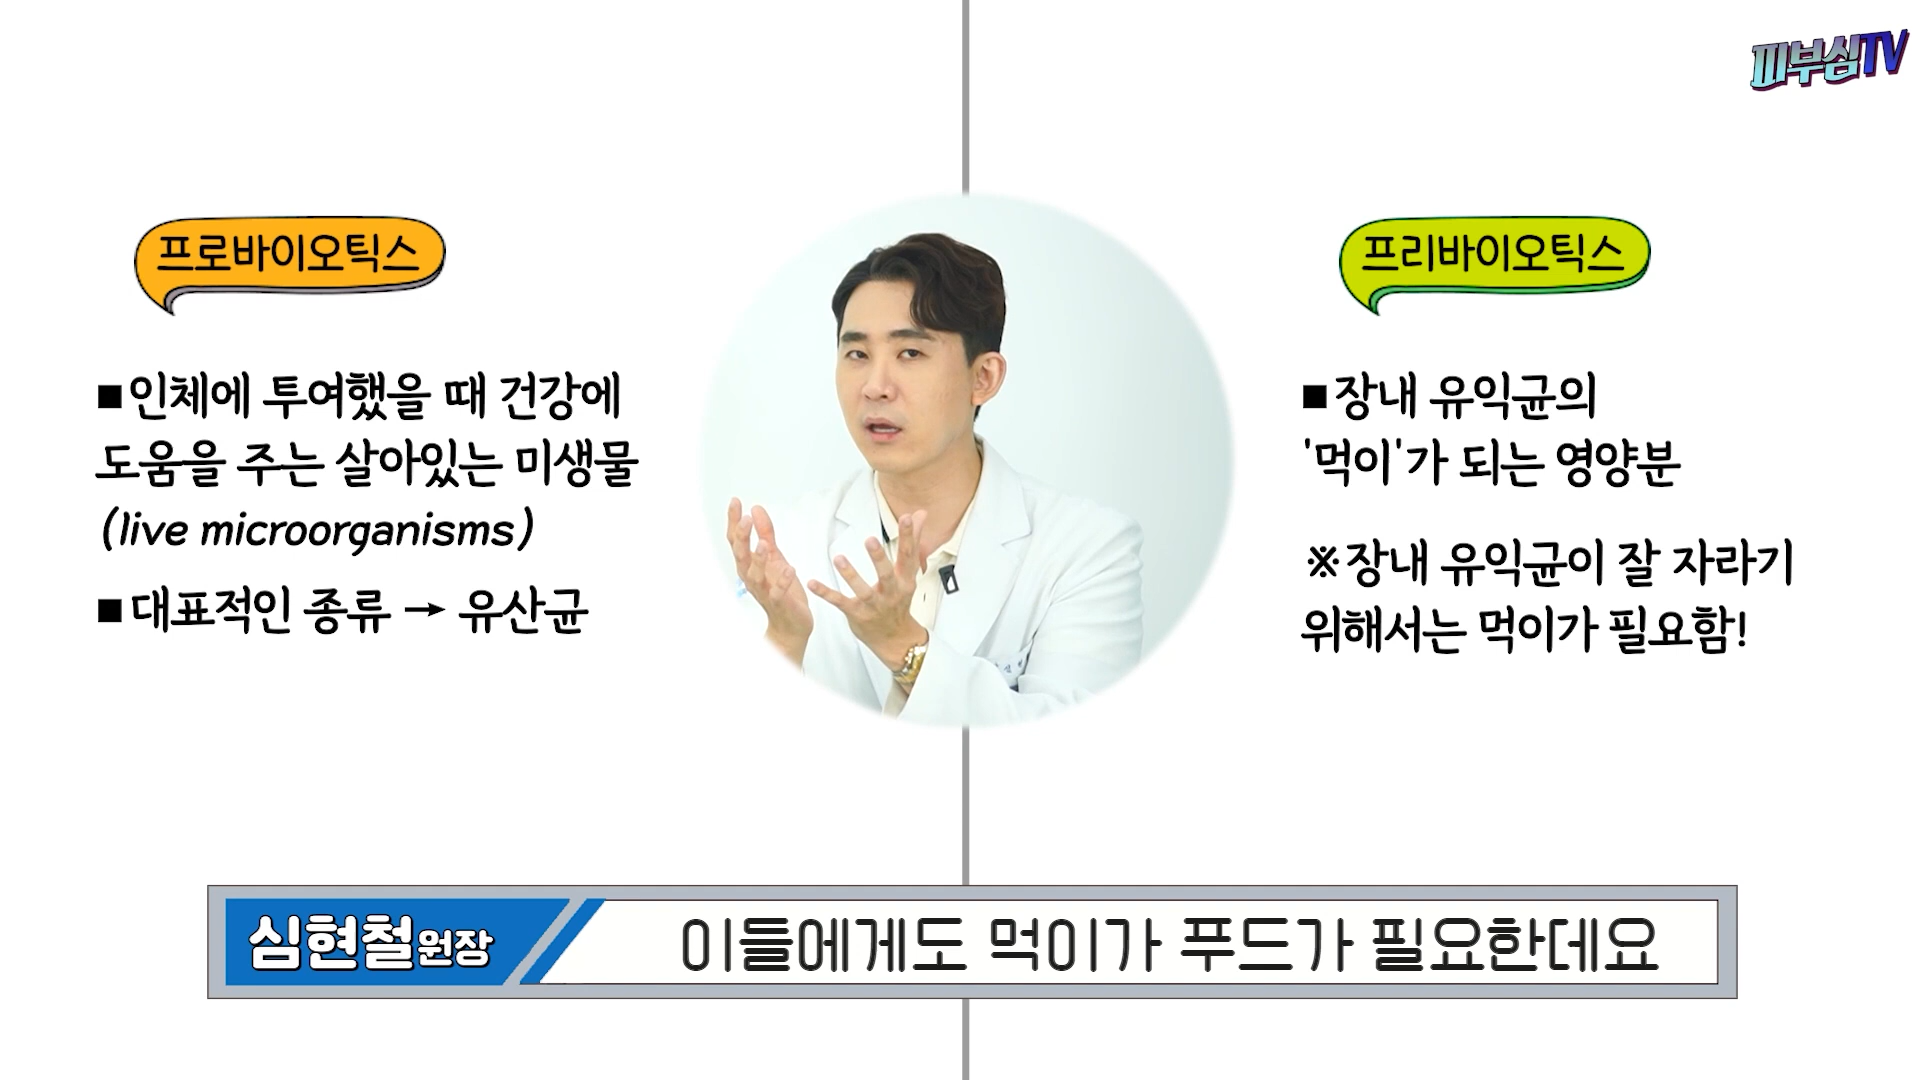 피부심TV
프로바이오틱스
■인체에 투여했을 때 건강에
도움을 주는 살아있는 미생물
(live microorganisms)
■대표적인 종류 → 유산균
프리바이오틱스
■장내 유익균의
'먹이'가 되는 영양분
※장내 유익균이 잘 자라기
위해서는 먹이가 필요함!
심현철원장
이들에게도 먹이가 푸드가 필요한데요